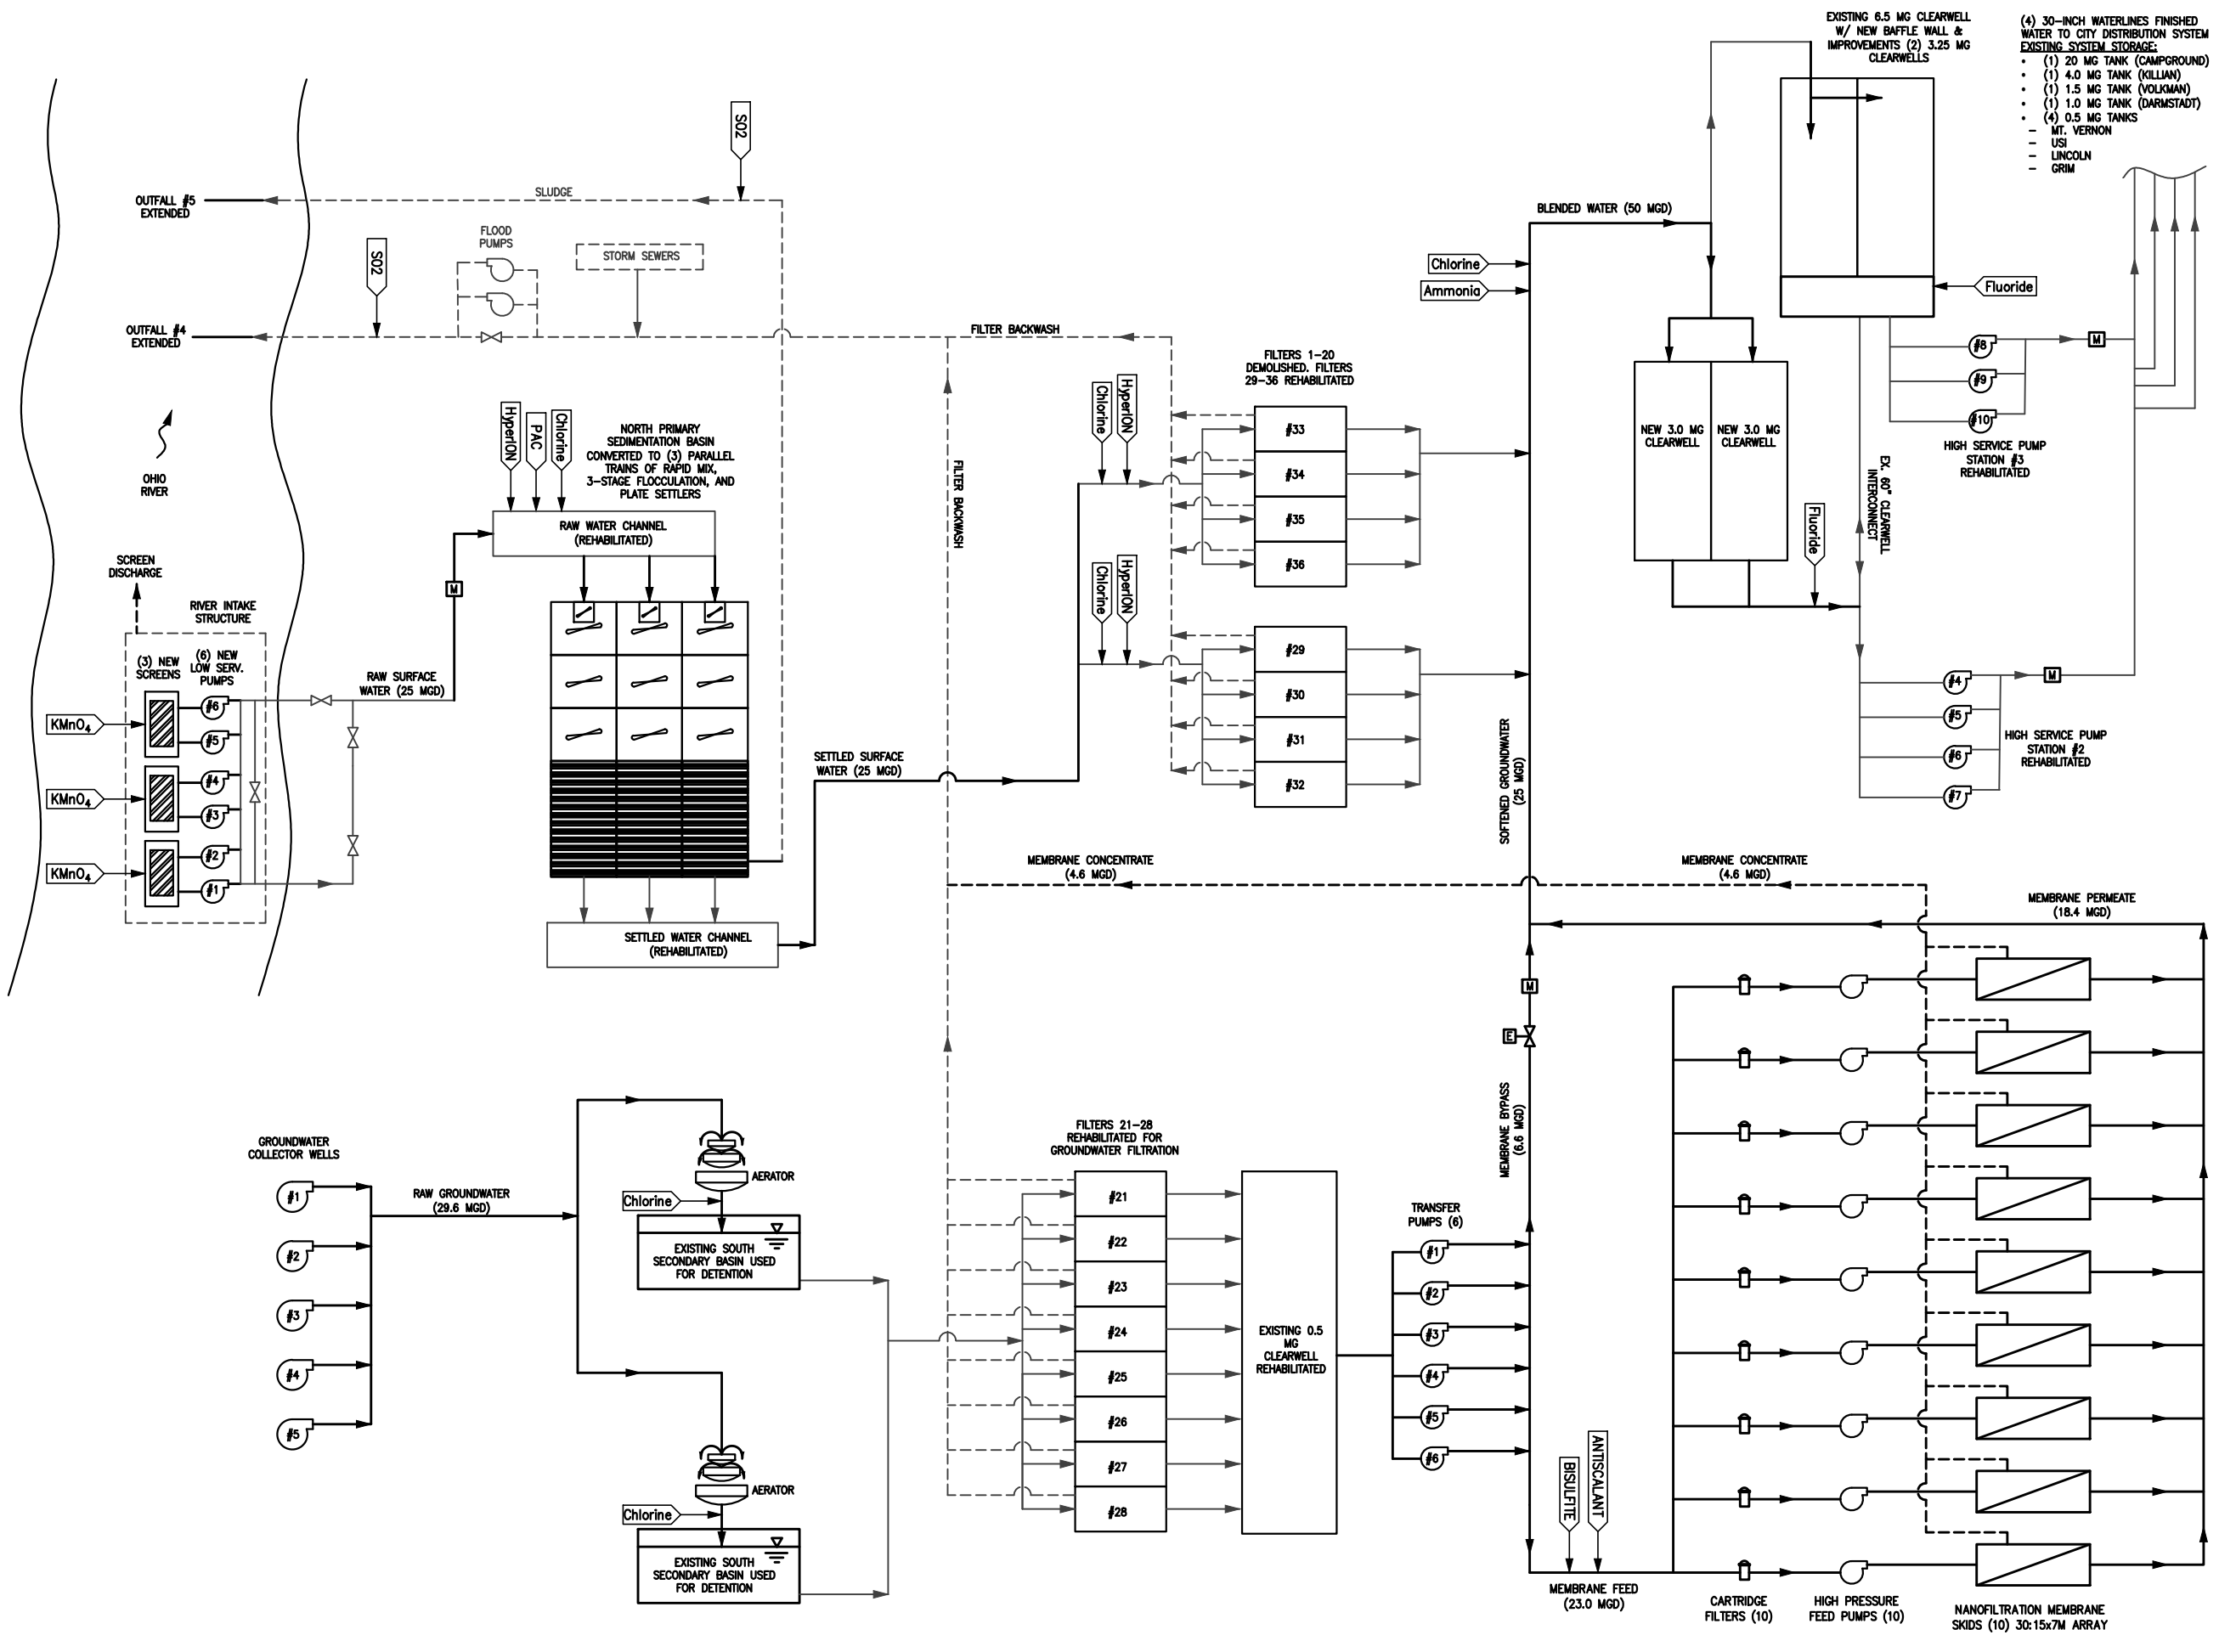 EXISTING 6.5 MG CLEARWELL
W/ NEW BAFFLE WALL &
IMPROVEMENTS (2) 3.25 MG
CLEARWELLS
(4) 30-INCH WATERLINES FINISHED
WATER TO CITY DISTRIBUTION SYSTEM
EXISTING SYSTEM STORAGE:
• (1) 20 MG TANK (CAMPGROUND)
• (1) 4.0 MG TANK (KILLIAN)
• (1) 1.5 MG TANK (VOLKMAN)
• (1) 1.0 MG TANK (DARMSTADT)
• (4) 0.5 MG TANKS
– MT. VERNON
– USI
– LINCOLN
– GRIM
SO2
OUTFALL #5
EXTENDED
SLUDGE
FLOOD
PUMPS
STORM SEWERS
SO2
OUTFALL #4
EXTENDED
FILTER BACKWASH
BLENDED WATER (50 MGD)
Chlorine
Ammonia
Fluoride
#8
#9
#10
M
HIGH SERVICE PUMP
STATION #3
REHABILITATED
FILTERS 1-20
DEMOLISHED. FILTERS
29-36 REHABILITATED
Chlorine
HyperION
#33
#34
#35
#36
Chlorine
HyperION
#29
#30
#31
#32
NEW 3.0 MG
CLEARWELL
NEW 3.0 MG
CLEARWELL
EX. 60" CLEARWELL
INTERCONNECT
Fluoride
M
#4
#5
#6
#7
HIGH SERVICE PUMP
STATION #2
REHABILITATED
OHIO
RIVER
HyperION
PAC
Chlorine
NORTH PRIMARY
SEDIMENTATION BASIN
CONVERTED TO (3) PARALLEL
TRAINS OF RAPID MIX,
3-STAGE FLOCCULATION, AND
PLATE SETTLERS
RAW WATER CHANNEL
(REHABILITATED)
FILTER BACKWASH
SCREEN
DISCHARGE
RIVER INTAKE
STRUCTURE
(3) NEW
SCREENS
(6) NEW
LOW SERV.
PUMPS
M
RAW SURFACE
WATER (25 MGD)
KMnO4
KMnO4
KMnO4
#6
#5
#4
#3
#2
#1
SETTLED SURFACE
WATER (25 MGD)
SETTLED WATER CHANNEL
(REHABILITATED)
SOFTENED GROUNDWATER
(25 MGD)
MEMBRANE CONCENTRATE
(4.6 MGD)
MEMBRANE CONCENTRATE
(4.6 MGD)
MEMBRANE PERMEATE
(18.4 MGD)
M
E
MEMBRANE BYPASS
(6.6 MGD)
GROUNDWATER
COLLECTOR WELLS
#1
#2
#3
#4
#5
RAW GROUNDWATER
(29.6 MGD)
AERATOR
Chlorine
EXISTING SOUTH
SECONDARY BASIN USED
FOR DETENTION
AERATOR
Chlorine
EXISTING SOUTH
SECONDARY BASIN USED
FOR DETENTION
FILTERS 21-28
REHABILITATED FOR
GROUNDWATER FILTRATION
#21
#22
#23
#24
#25
#26
#27
#28
EXISTING 0.5
MG
CLEARWELL
REHABILITATED
TRANSFER
PUMPS (6)
#1
#2
#3
#4
#5
#6
BISULFITE
ANTISCALANT
MEMBRANE FEED
(23.0 MGD)
CARTRIDGE
FILTERS (10)
HIGH PRESSURE
FEED PUMPS (10)
NANOFILTRATION MEMBRANE
SKIDS (10) 30:15x7M ARRAY